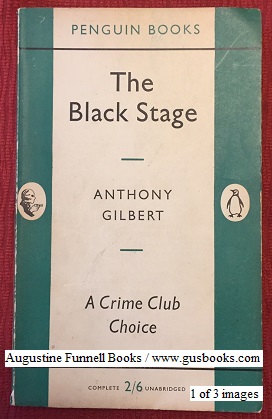 PENGUIN BOOKS
The
Black Stage
ANTHONY
GILBERT
A Crime Club
Choice
Augustine Funnell Books / www.gusbooks.com
COMPLETE 2/6 UNABRIDGED
1 of 3 images